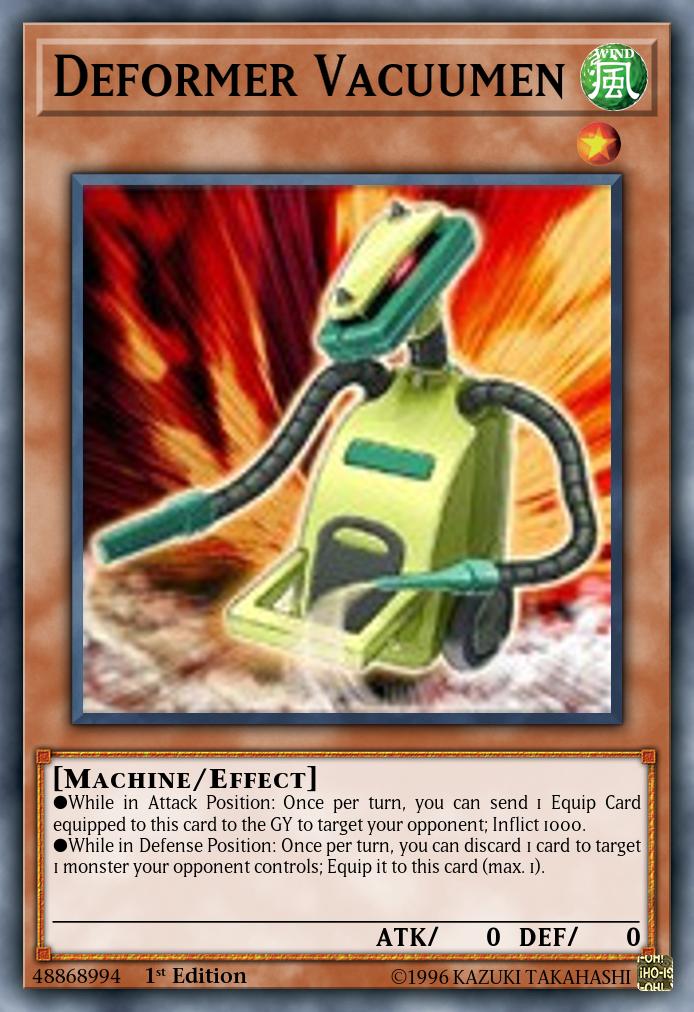 Deformer Vacuumen
WIND
風
[Machine/Effect]
●While in Attack Position: Once per turn, you can send 1 Equip Card
equipped to this card to the GY to target your opponent; Inflict 1000.
●While in Defense Position: Once per turn, you can discard 1 card to target
1 monster your opponent controls; Equip it to this card (max. 1).
ATK/ 0 DEF/ 0
48868994 1st Edition ©1996 KAZUKI TAKAHASHI